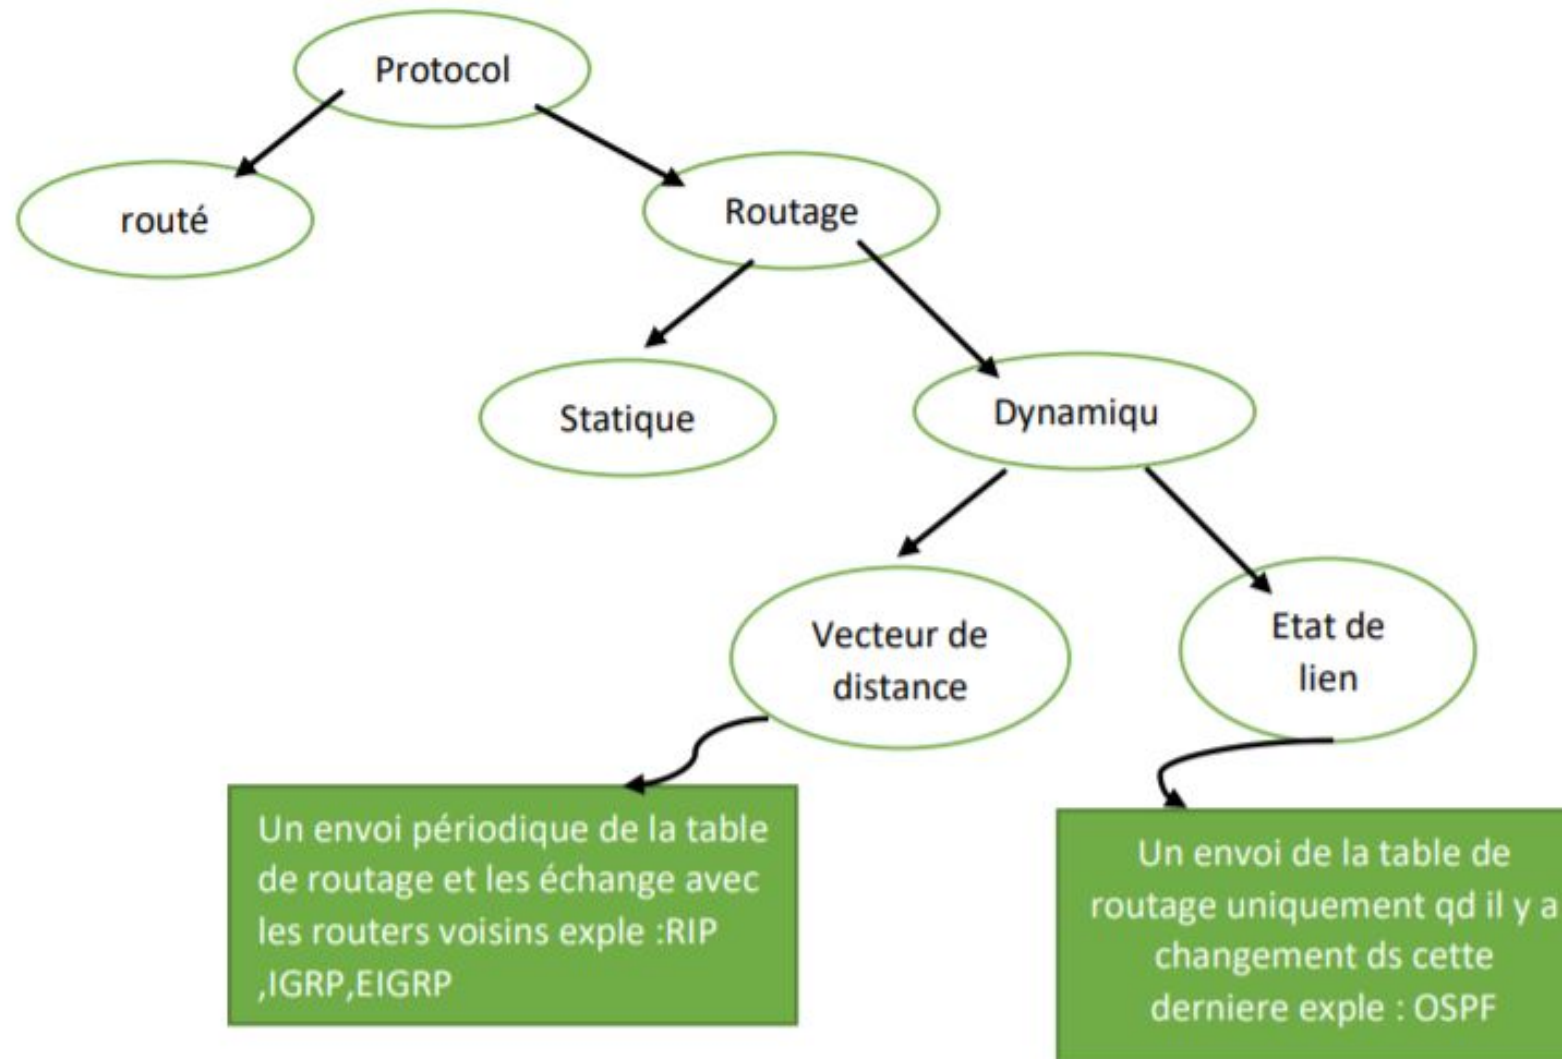 Protocol
routé
Routage
Statique
Dynamiqu
Vecteur de
distance
Etat de
lien
Un envoi périodique de la table
de routage et les échange avec
les routers voisins exple :RIP
,IGRP,EIGRP
Un envoi de la table de
routage uniquement qd il y a
changement ds cette
derniere exple : OSPF